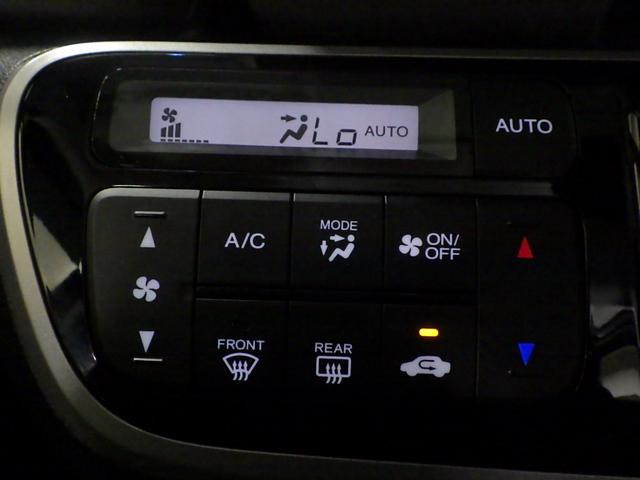 Lo AUTO
AUTO
A/C
MODE
ON/
OFF
FRONT
REAR